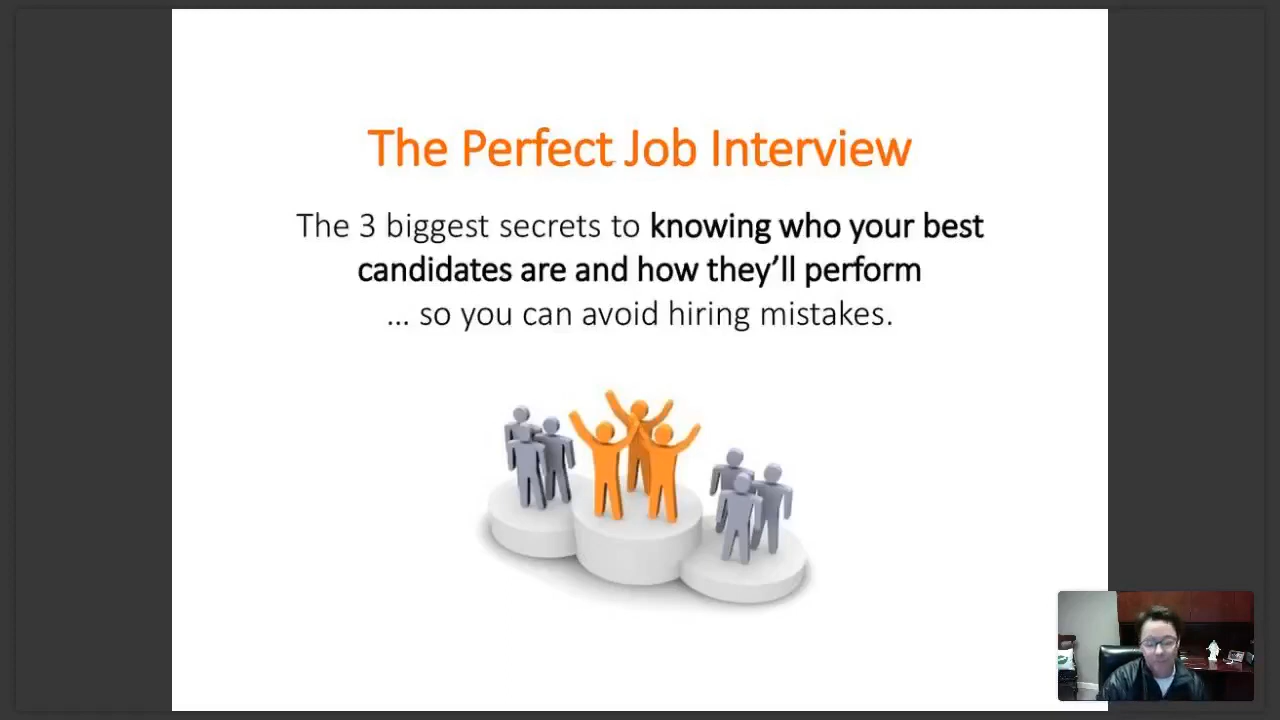 The Perfect Job Interview
The 3 biggest secrets to knowing who your best
candidates are and how they’ll perform
... so you can avoid hiring mistakes.